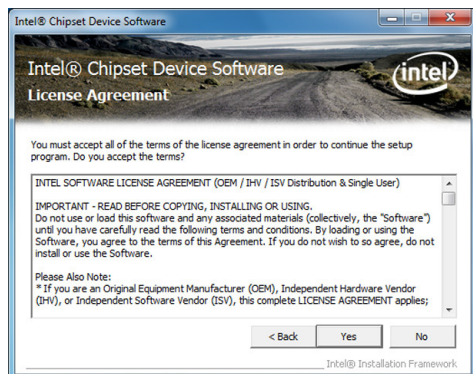 Intel® Chipset Device Software
Intel® Chipset Device Software
intel
License Agreement
You must accept all of the terms of the license agreement in order to continue the setup
program. Do you accept the terms?
INTEL SOFTWARE LICENSE AGREEMENT (OEM / IHV / ISV Distribution & Single User)
IMPORTANT - READ BEFORE COPYING, INSTALLING OR USING.
Do not use or load this software and any associated materials (collectively, the "Software")
until you have carefully read the following terms and conditions. By loading or using the
Software, you agree to the terms of this Agreement. If you do not wish to so agree, do not
install or use the Software.
Please Also Note:
* If you are an Original Equipment Manufacturer (OEM), Independent Hardware Vendor
(IHV), or Independent Software Vendor (ISV), this complete LICENSE AGREEMENT applies;
< Back Yes No
Intel® Installation Framework